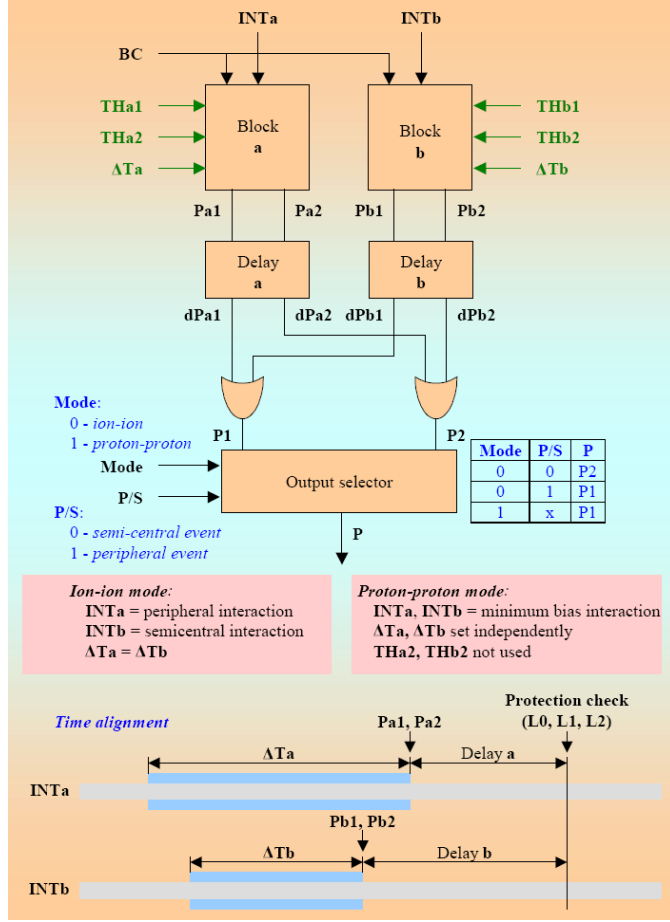 INTa INTb
BC
THa1 THb1
Block Block
THa2 THb2
a b
ΔTa ΔTb
Pa1 Pa2 Pb1 Pb2
Delay Delay
a b
dPa1 dPa2 dPb1 dPb2
Mode:
0 - ion-ion
1 - proton-proton
P1 P2
Mode P/S P
0 0 P2
0 1 P1
1 x P1
Mode
P/S
Output selector
P/S:
0 - semi-central event
1 - peripheral event
P
Ion-ion mode:
INTa = peripheral interaction
INTb = semicentral interaction
ΔTa = ΔTb
Proton-proton mode:
INTa, INTb = minimum bias interaction
ΔTa, ΔTb set independently
THa2, THb2 not used
Time alignment
Protection check
(L0, L1, L2)
Pa1, Pa2
ΔTa Delay a
INTa
Pb1, Pb2
ΔTb Delay b
INTb